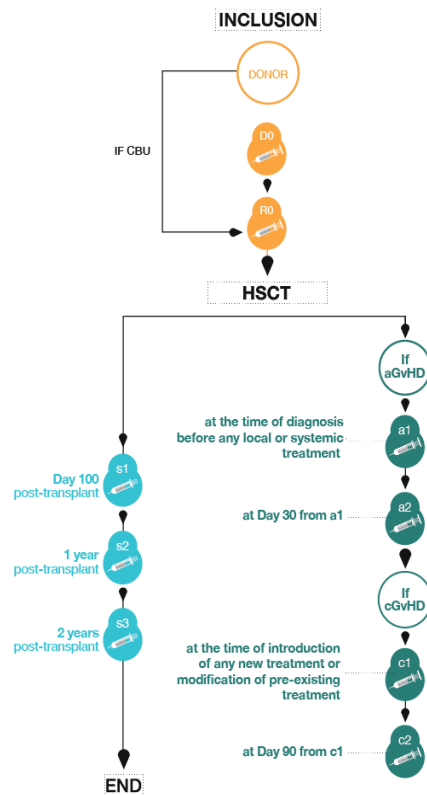 INCLUSION
DONOR
IF CBU
D0
R0
HSCT
If
aGvHD
at the time of diagnosis
before any local or systemic
treatment
a1
s1
Day 100
post-transplant
a2
at Day 30 from a1
s2
1 year
post-transplant
If
cGvHD
s3
2 years
post-transplant
at the time of introduction
of any new treatment or
modification of pre-existing
treatment
c1
c2
at Day 90 from c1
END